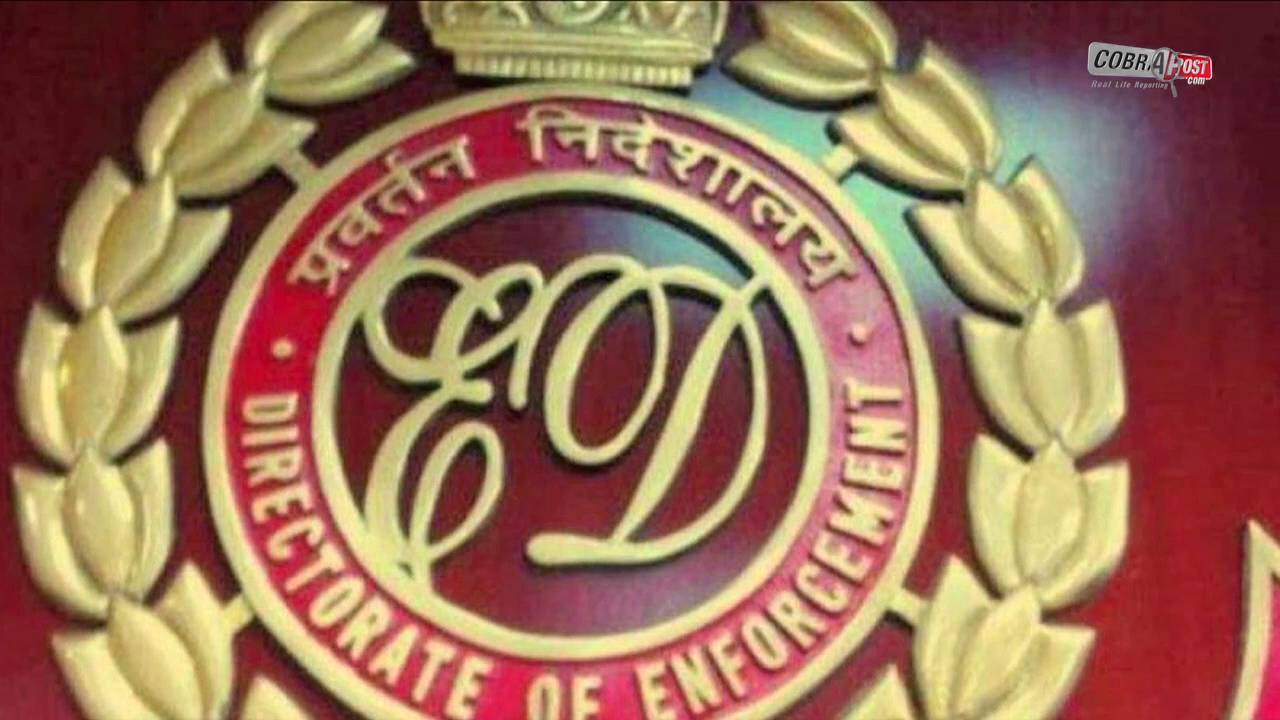 COBRAPOST
.com
Real Life Reporting
प्रवर्तन निदेशालय
ED
• DIRECTORATE OF ENFORCEMENT •